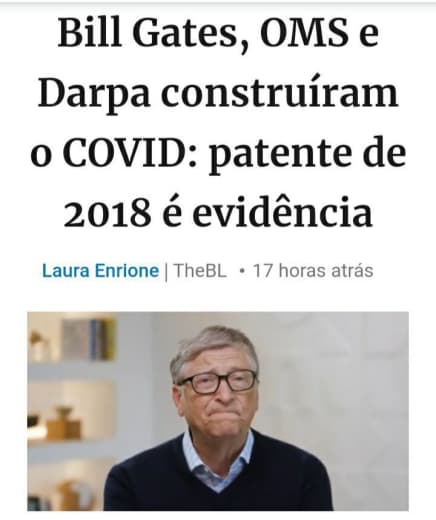 Bill Gates, OMS e
Darpa construíram
o COVID: patente de
2018 é evidência
Laura Enrione | TheBL • 17 horas atrás